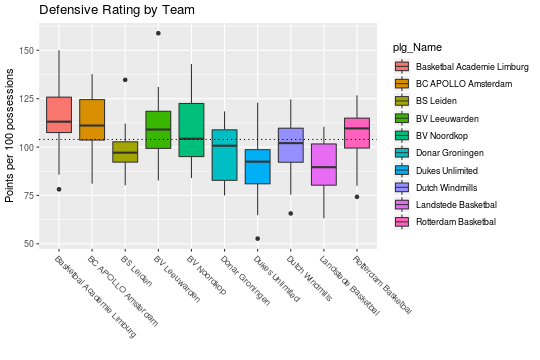 Defensive Rating by Team
Points per 100 possessions
150
125
100
75
50
Basketbal Academie Limburg
BC APOLLO Amsterdam
BS Leiden
BV Leeuwarden
BV Noordkop
Donar Groningen
Dukes Unlimited
Dutch Windmills
Landstede Basketbal
Rotterdam Basketbal
plg_Name
Basketbal Academie Limburg
BC APOLLO Amsterdam
BS Leiden
BV Leeuwarden
BV Noordkop
Donar Groningen
Dukes Unlimited
Dutch Windmills
Landstede Basketbal
Rotterdam Basketbal